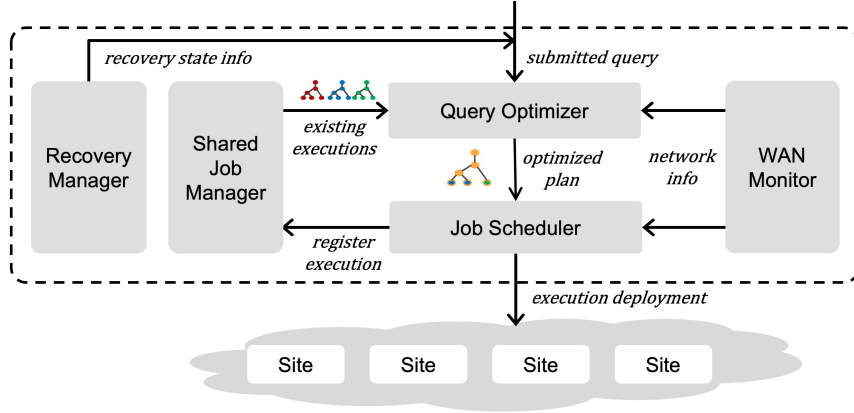 recovery state info
submitted query
Recovery
Manager
Shared
Job
Manager
existing
executions
Query Optimizer
optimized
plan
network
info
WAN
Monitor
Job Scheduler
register
execution
execution deployment
Site
Site
Site
Site